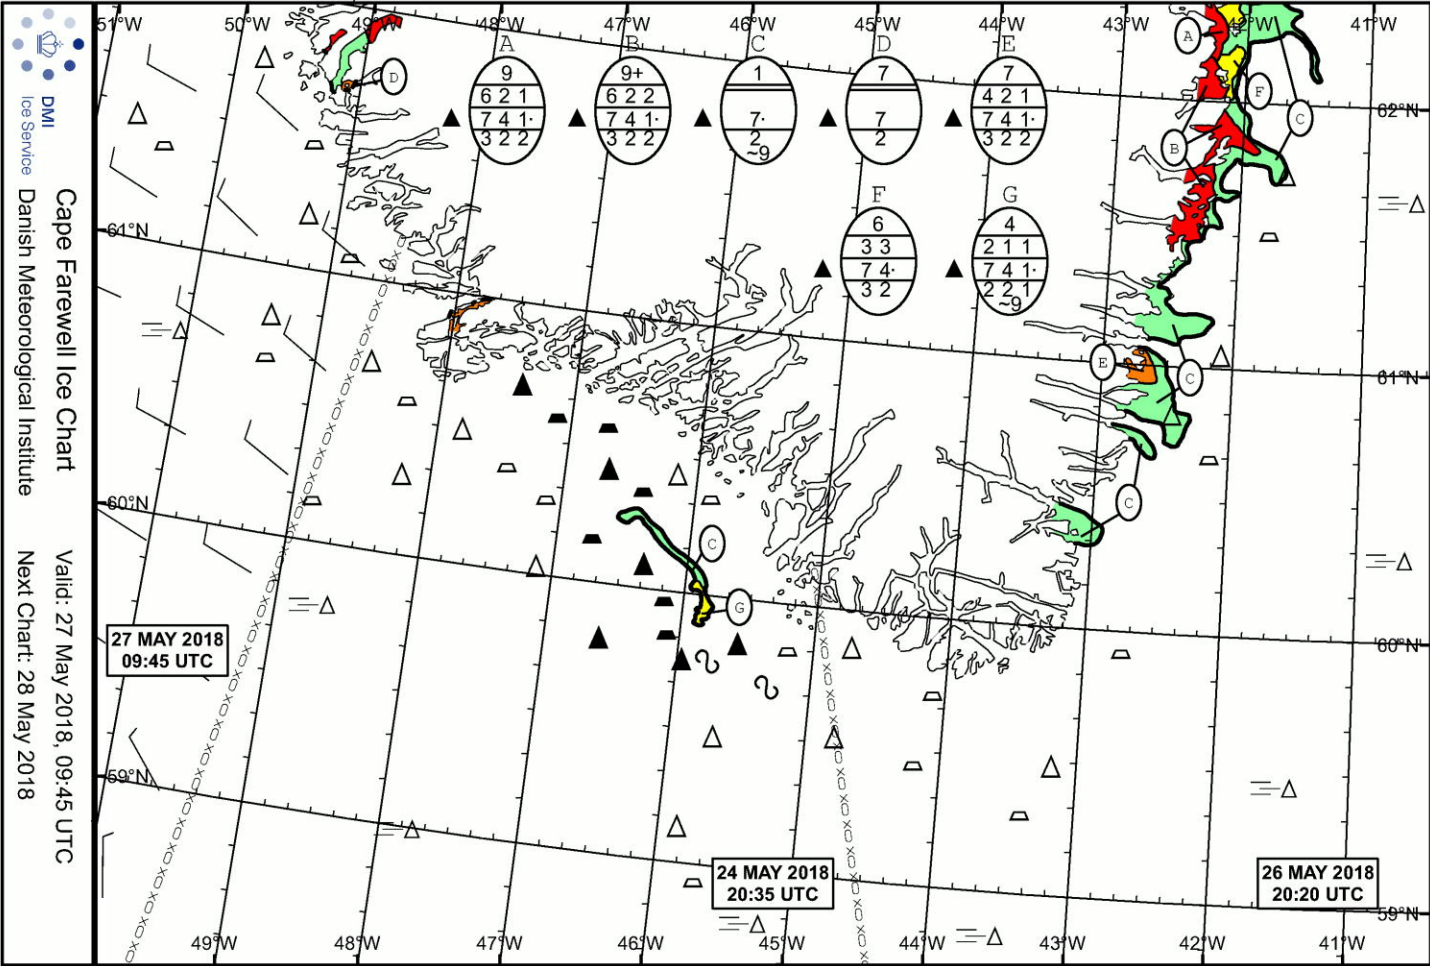 DMI
Ice Service
Cape Farewell Ice Chart
Danish Meteorological Institute
Valid: 27 May 2018, 09:45 UTC
Next Chart: 28 May 2018
51°W
50°W
49°W
48°W
47°W
46°W
45°W
44°W
43°W
42°W
41°W
A
9
6 2 1
7 4 1·
3 2 2
B
9+
6 2 2
7 4 1·
3 2 2
C
1
7·
2
~9
D
7
7
2
E
7
4 2 1
7 4 1·
3 2 2
F
6
3 3
7 4·
3 2
G
4
2 1 1
7 4 1·
2 2 1
~9
D
A
F
C
B
E
C
C
C
G
62°N
61°N
61°N
60°N
60°N
59°N
59°N
27 MAY 2018
09:45 UTC
24 MAY 2018
20:35 UTC
26 MAY 2018
20:20 UTC
49°W
48°W
47°W
46°W
45°W
44°W
43°W
42°W
41°W